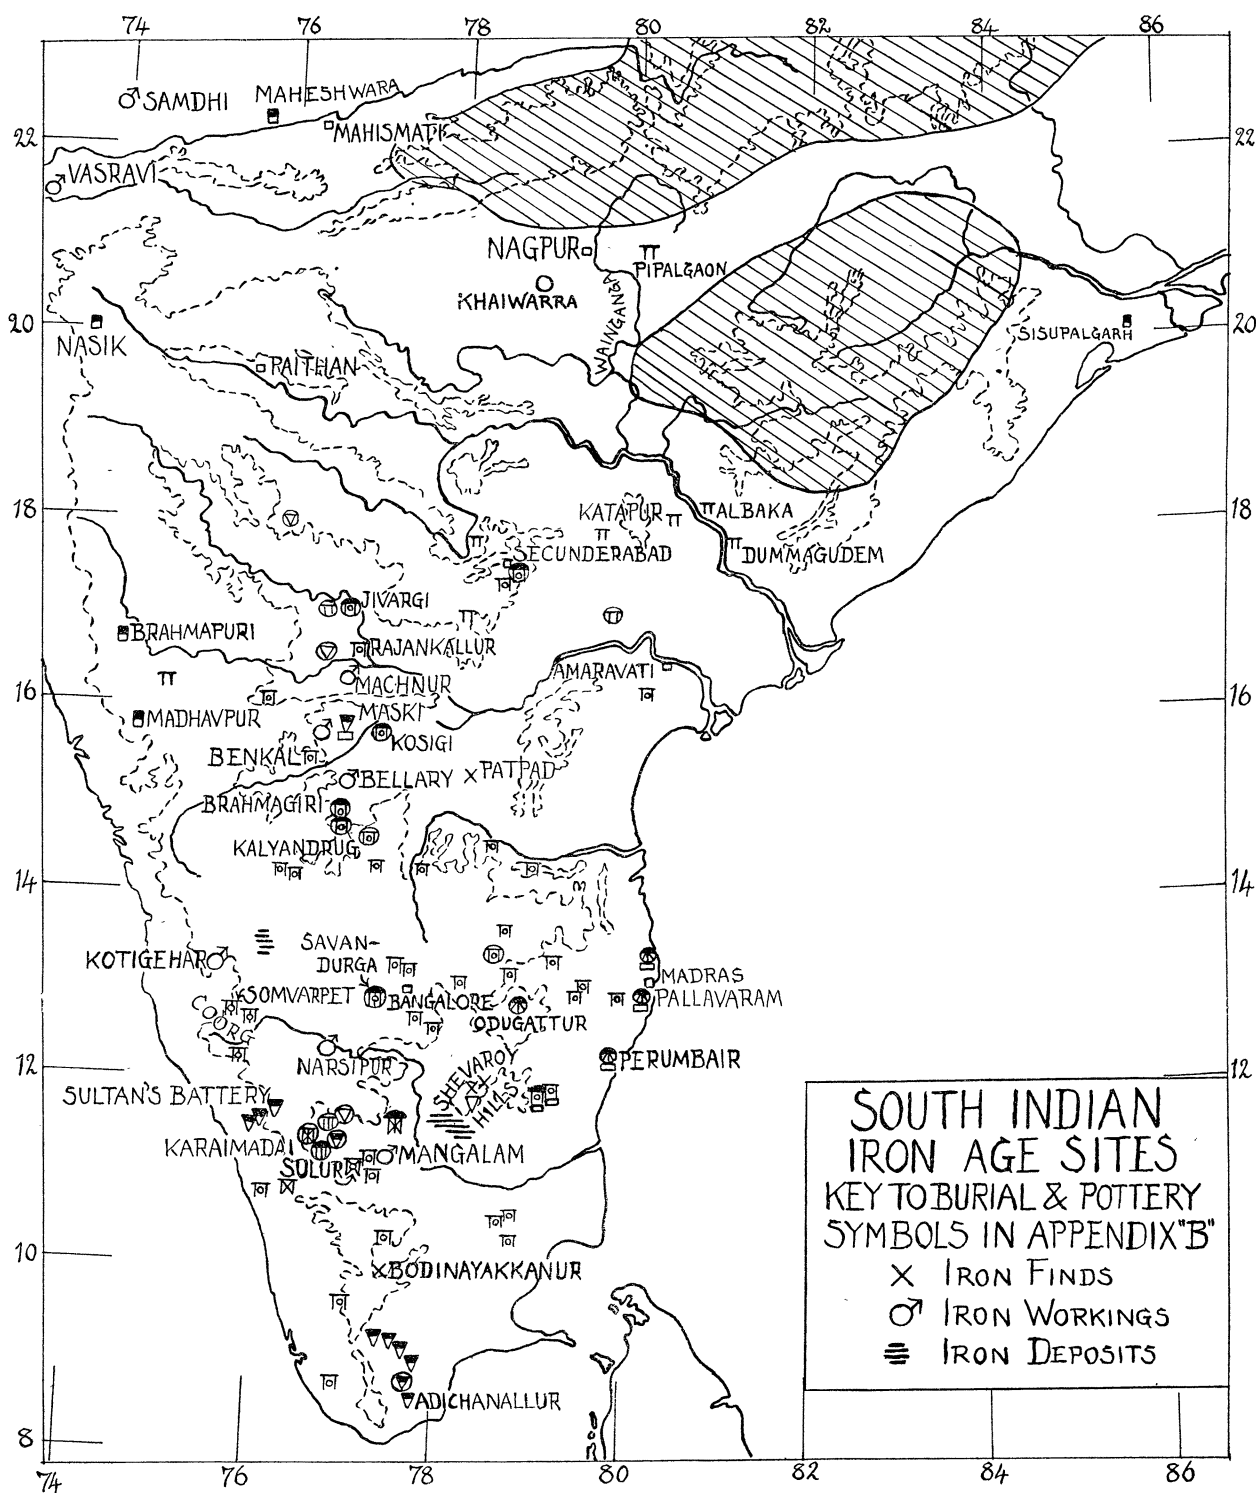 74 76 78 80 82 84 86
SAMDHI
MAHESHWARA
MAHISMATI
22 22
VASRAVI
NAGPUR
PIPALGAON
KHAIWARRA
WAINGANGA
20 20
NASIK
SISUPALGARH
PAITHAN
18 18
KATAPUR
ALBAKA
SECUNDERABAD
DUMMAGUDEM
JIVARGI
BRAHMAPURI
RAJANKALLUR
AMARAVATI
MACHNUR
16 16
MASKI
MADHAVPUR
KOSIGI
BENKAL
BELLARY
PATPAD
BRAHMAGIRI
KALYANDRUG
14 14
SAVAN-
DURGA
KOTIGEHAR
MADRAS
SOMVARPET
BANGALORE
PALLAVARAM
COORG
ODUGATTUR
NARSIPUR
SHEVAROY
HILLS
PERUMBAIR
12 12
SULTAN'S BATTERY
KARAIMADAI
MANGALAM
SULUR
10
BODINAYAKKANUR
ADICHANALLUR
8
SOUTH INDIAN
IRON AGE SITES
KEY TO BURIAL & POTTERY
SYMBOLS IN APPENDIX "B"
IRON FINDS
IRON WORKINGS
IRON DEPOSITS
74 76 78 80 82 84 86